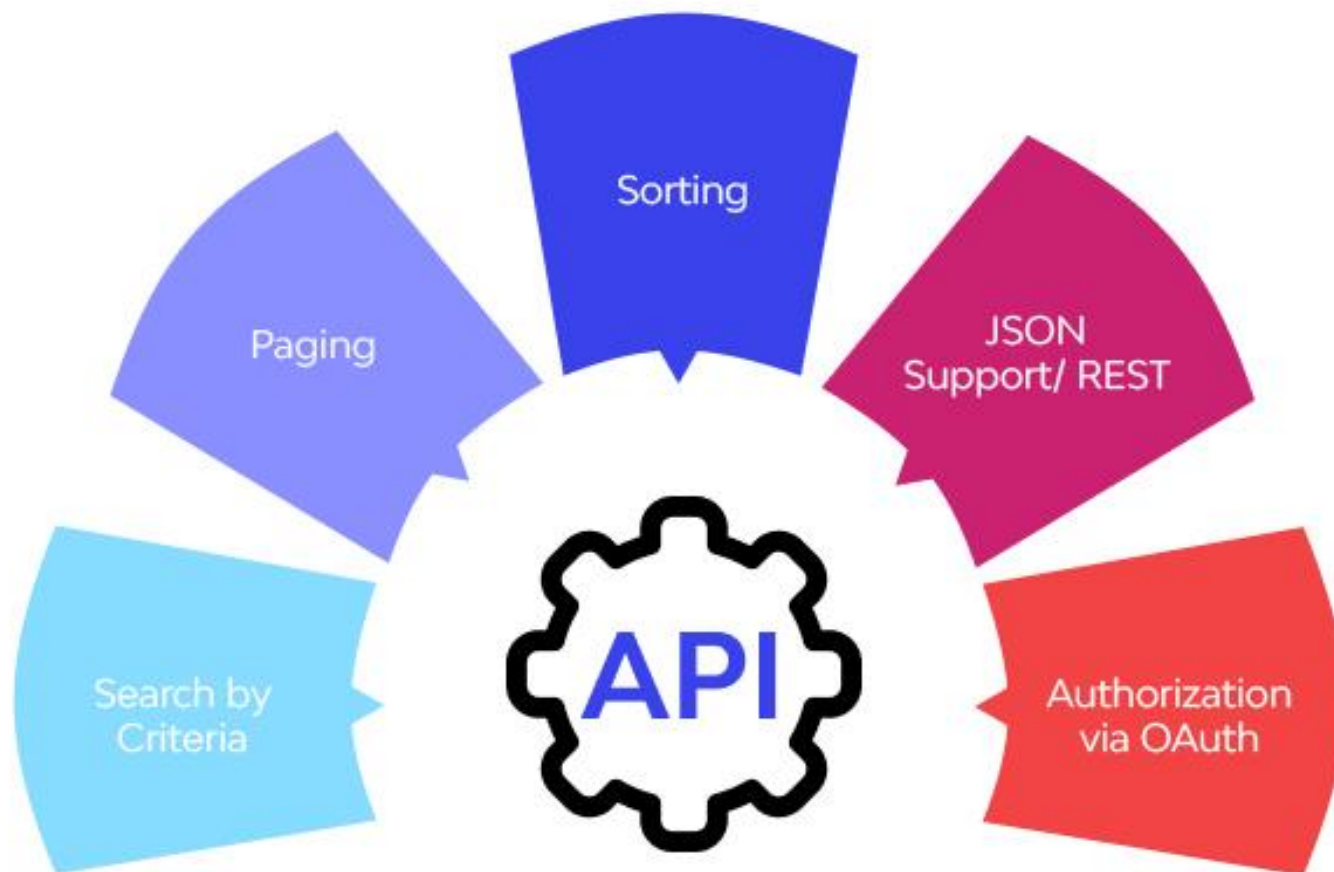 Sorting
Paging
JSON
Support/ REST
Search by
Criteria
API
Authorization
via OAuth